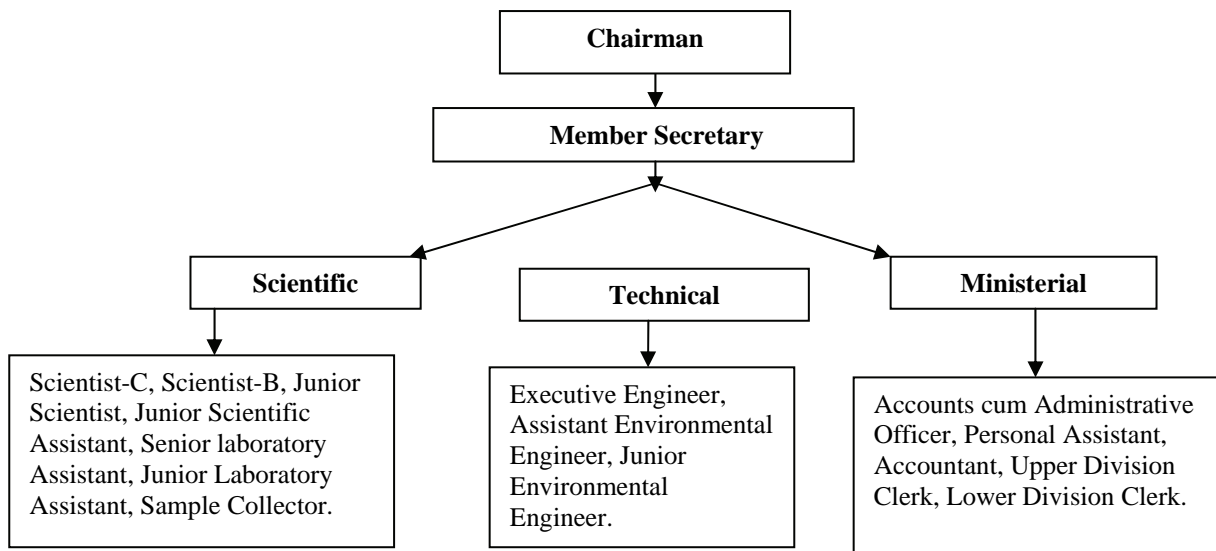 Chairman
Member Secretary
Scientific
Technical
Ministerial
Scientist-C, Scientist-B, Junior
Scientist, Junior Scientific
Assistant, Senior laboratory
Assistant, Junior Laboratory
Assistant, Sample Collector.
Executive Engineer,
Assistant Environmental
Engineer, Junior
Environmental
Engineer.
Accounts cum Administrative
Officer, Personal Assistant,
Accountant, Upper Division
Clerk, Lower Division Clerk.